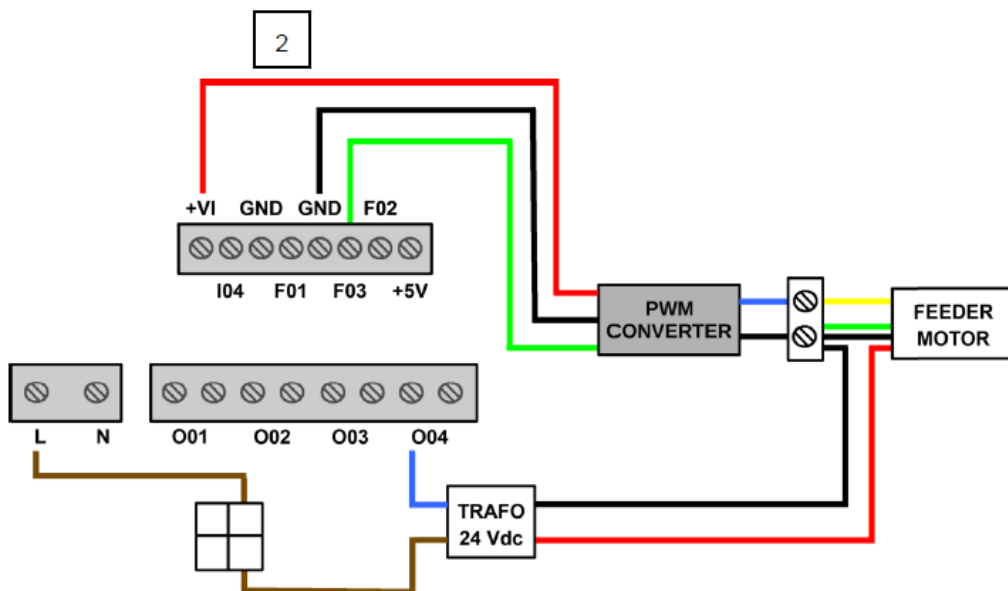 2
+VI GND GND F02
I04 F01 F03 +5V
PWM
CONVERTER
FEEDER
MOTOR
L N O01 O02 O03 O04
TRAFO
24 Vdc